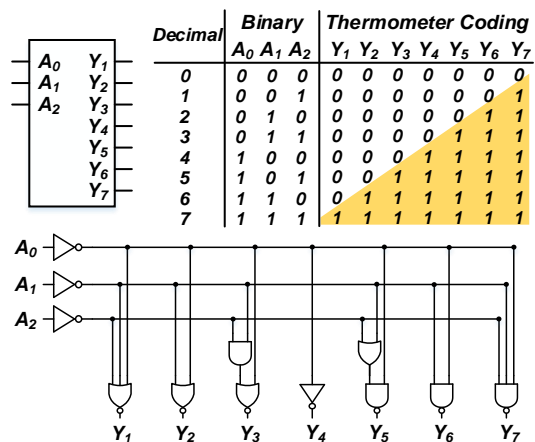 Binary Thermometer Coding
Decimal A0 A1 A2 Y1 Y2 Y3 Y4 Y5 Y6 Y7
0 0 0 0 0 0 0 0 0 0 0
1 0 0 1 0 0 0 0 0 0 1
2 0 1 0 0 0 0 0 0 1 1
3 0 1 1 0 0 0 0 1 1 1
4 1 0 0 0 0 0 1 1 1 1
5 1 0 1 0 0 1 1 1 1 1
6 1 1 0 0 1 1 1 1 1 1
7 1 1 1 1 1 1 1 1 1 1
A0 Y1
A1 Y2
A2 Y3
Y4
Y5
Y6
Y7
A0
A1
A2
Y1 Y2 Y3 Y4 Y5 Y6 Y7